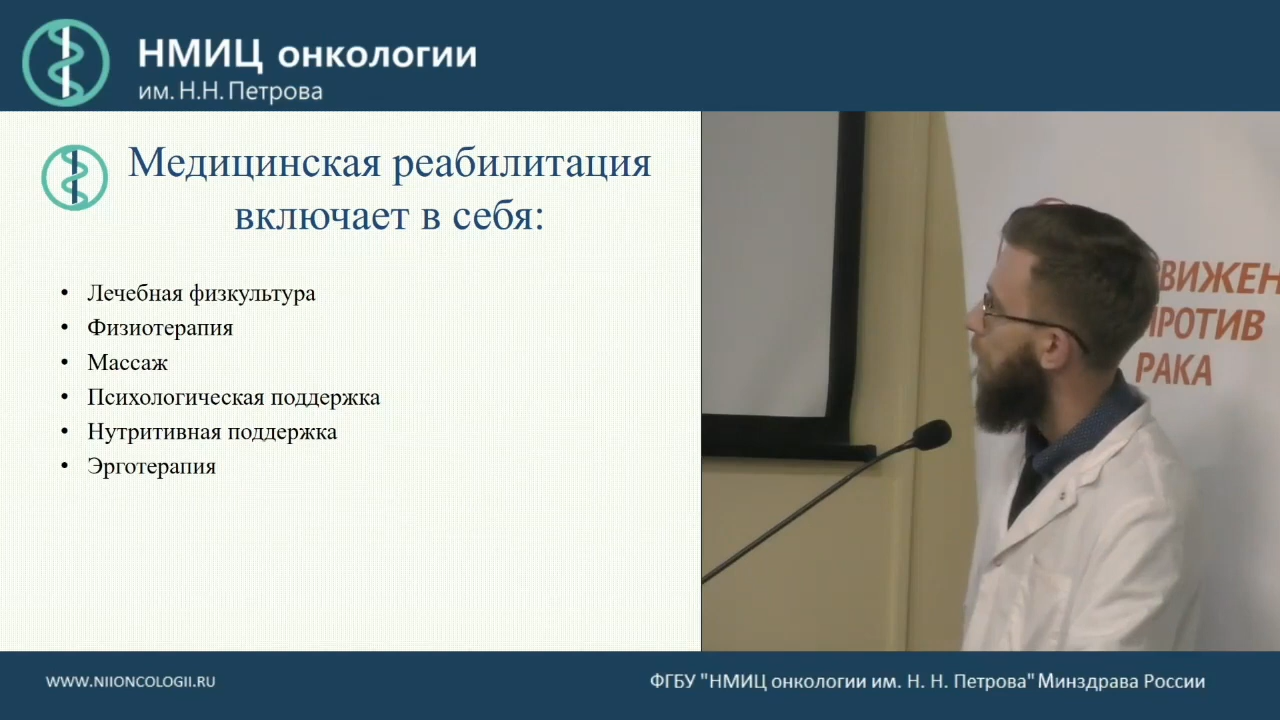 НМИЦ онкологии
им. Н.Н. Петрова
Медицинская реабилитация
включает в себя:
• Лечебная физкультура
• Физиотерапия
• Массаж
• Психологическая поддержка
• Нутритивная поддержка
• Эрготерапия
ПРОТИВ
РАКА
WWW.NIIONCOLOGII.RU
ФГБУ "НМИЦ онкологии им. Н. Н. Петрова" Минздрава России